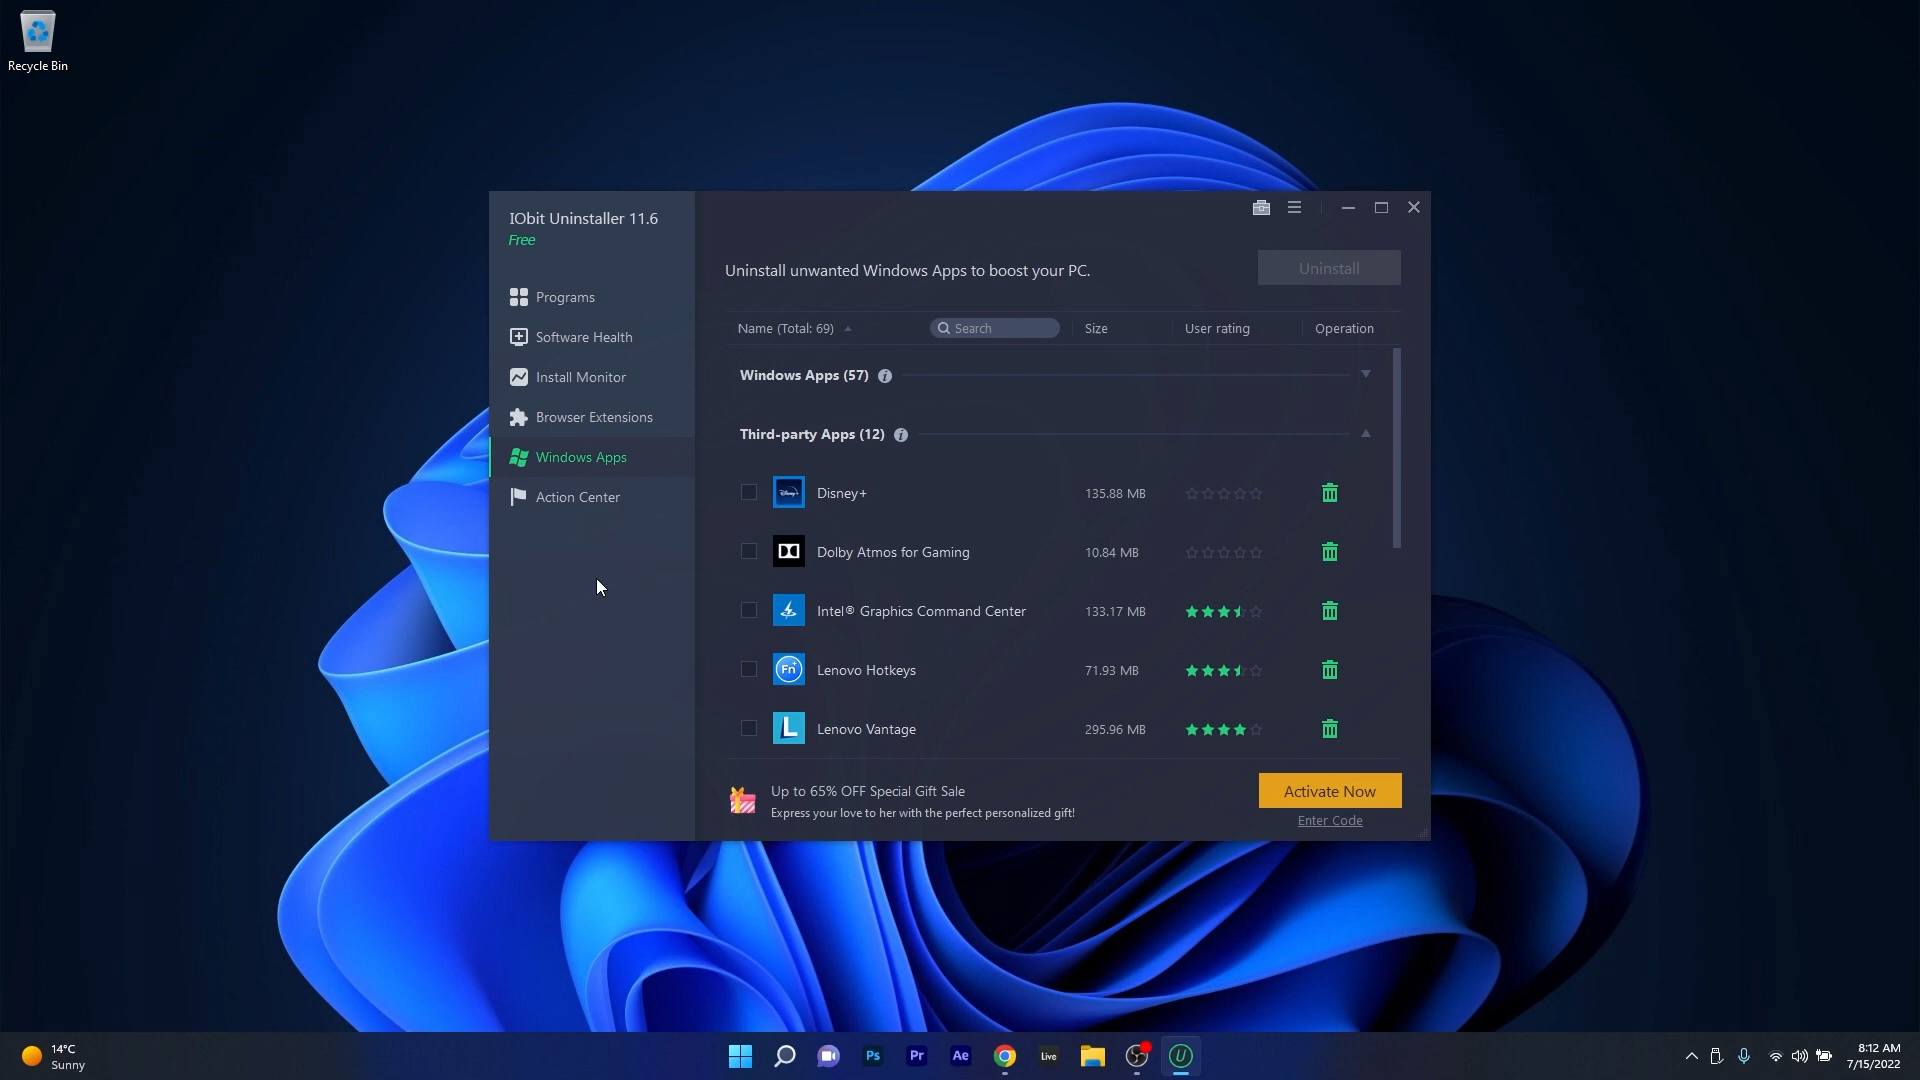 Recycle Bin
IObit Uninstaller 11.6
Free
Programs
Software Health
Install Monitor
Browser Extensions
Windows Apps
Action Center
Uninstall unwanted Windows Apps to boost your PC.
Uninstall
Name (Total: 69) Search Size User rating Operation
Windows Apps (57)
Third-party Apps (12)
Disney+ 135.88 MB
Dolby Atmos for Gaming 10.84 MB
Intel® Graphics Command Center 133.17 MB
Fn+ Lenovo Hotkeys 71.93 MB
L Lenovo Vantage 295.96 MB
Up to 65% OFF Special Gift Sale
Express your love to her with the perfect personalized gift!
Activate Now
Enter Code
14°C
Sunny
Ps Pr Ae Live U
8:12 AM
7/15/2022